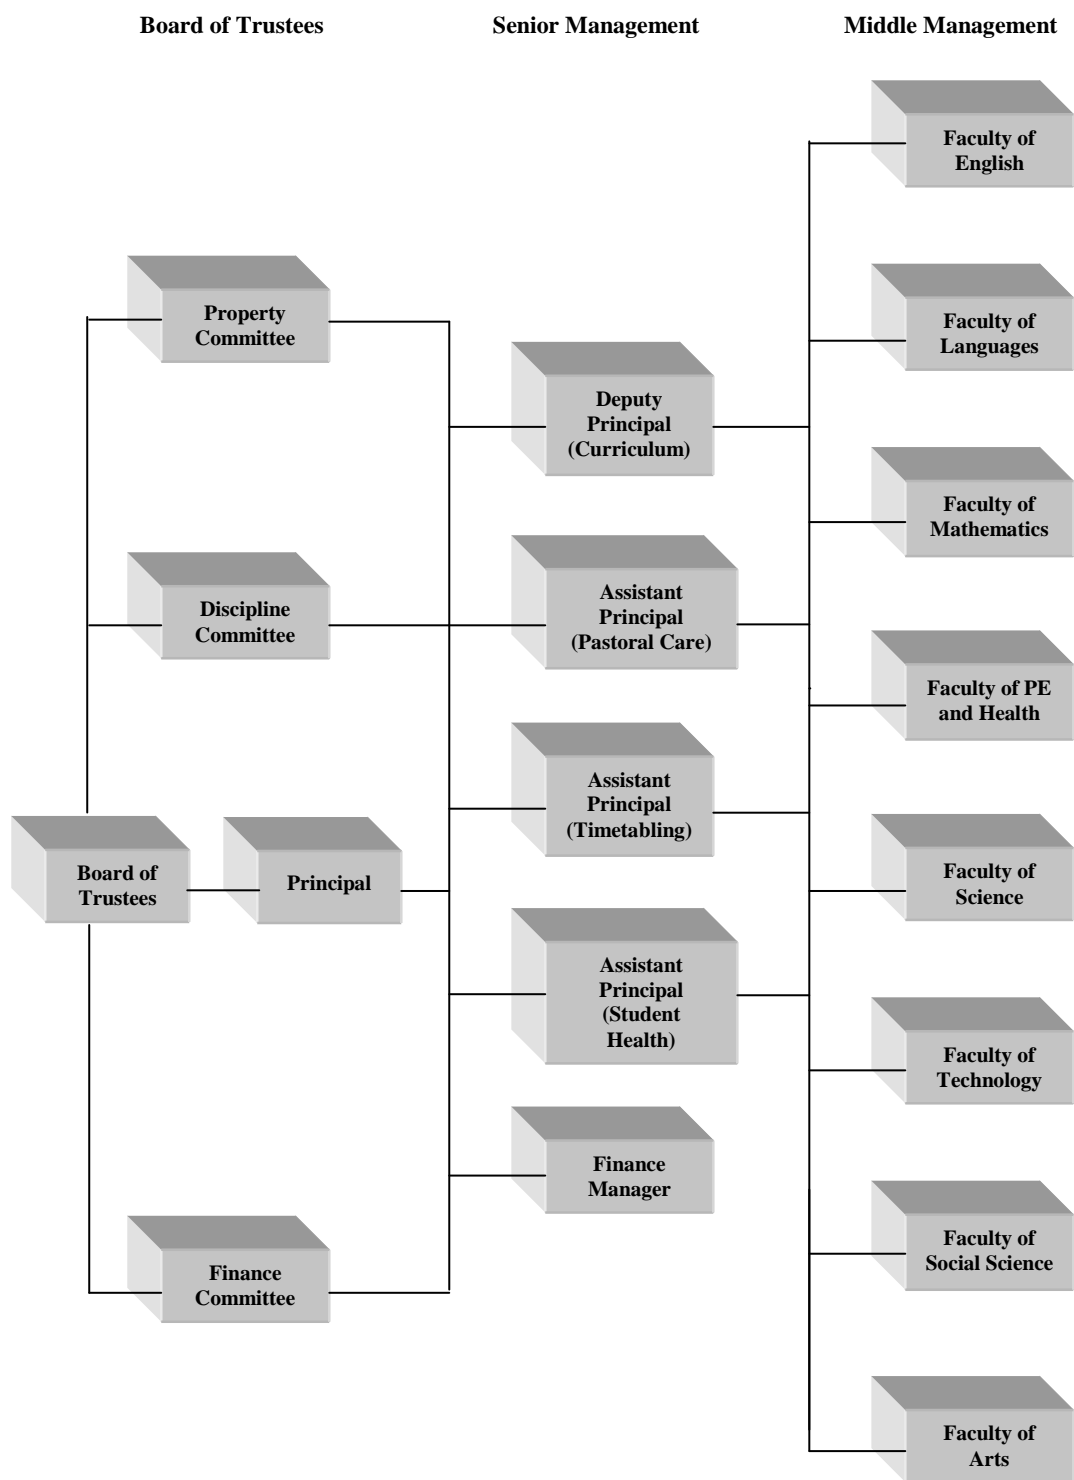 Board of Trustees
Senior Management
Middle Management
Property
Committee
Discipline
Committee
Board of
Trustees
Principal
Finance
Committee
Deputy
Principal
(Curriculum)
Assistant
Principal
(Pastoral Care)
Assistant
Principal
(Timetabling)
Assistant
Principal
(Student
Health)
Finance
Manager
Faculty of
English
Faculty of
Languages
Faculty of
Mathematics
Faculty of PE
and Health
Faculty of
Science
Faculty of
Technology
Faculty of
Social Science
Faculty of
Arts